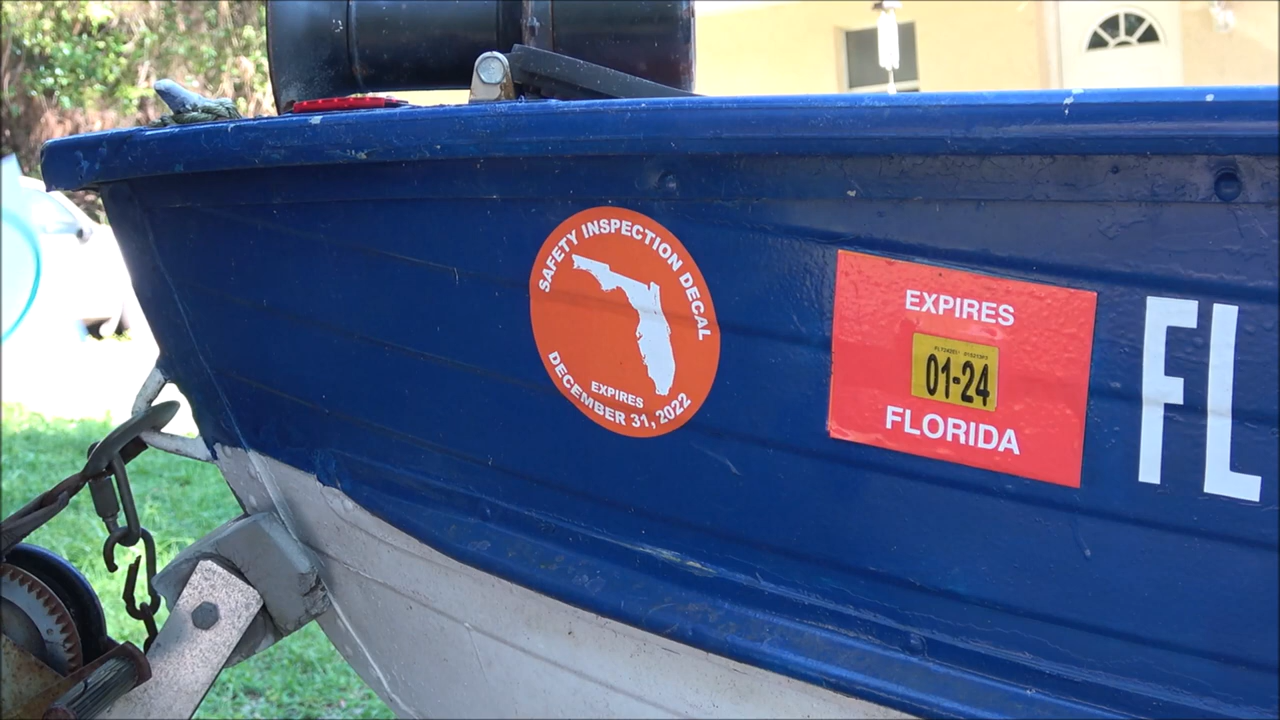 SAFETY INSPECTION DECAL
EXPIRES
DECEMBER 31, 2022
EXPIRES
01-24
FLORIDA
FL